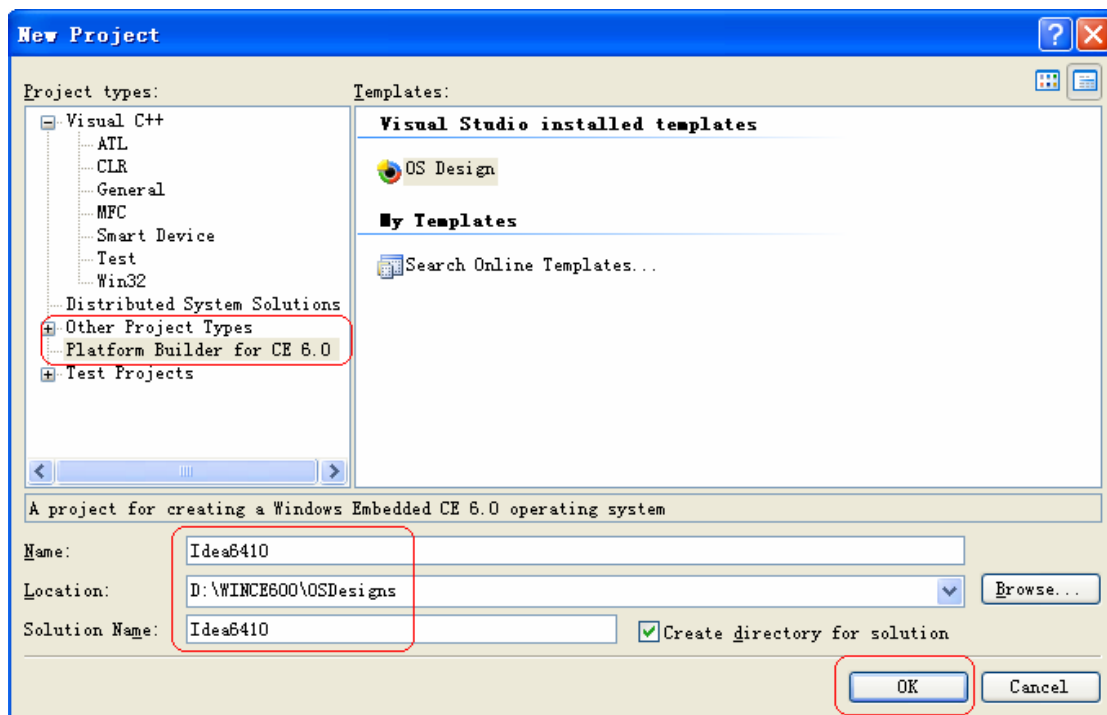 New Project
Project types:
Templates:
Visual C++
ATL
CLR
General
MFC
Smart Device
Test
Win32
Distributed System Solutions
Other Project Types
Platform Builder for CE 6.0
Test Projects
Visual Studio installed templates
OS Design
My Templates
Search Online Templates...
A project for creating a Windows Embedded CE 6.0 operating system
Name:
Idea6410
Location:
D:\WINCE600\OSDesigns
Browse...
Solution Name:
Idea6410
Create directory for solution
OK
Cancel